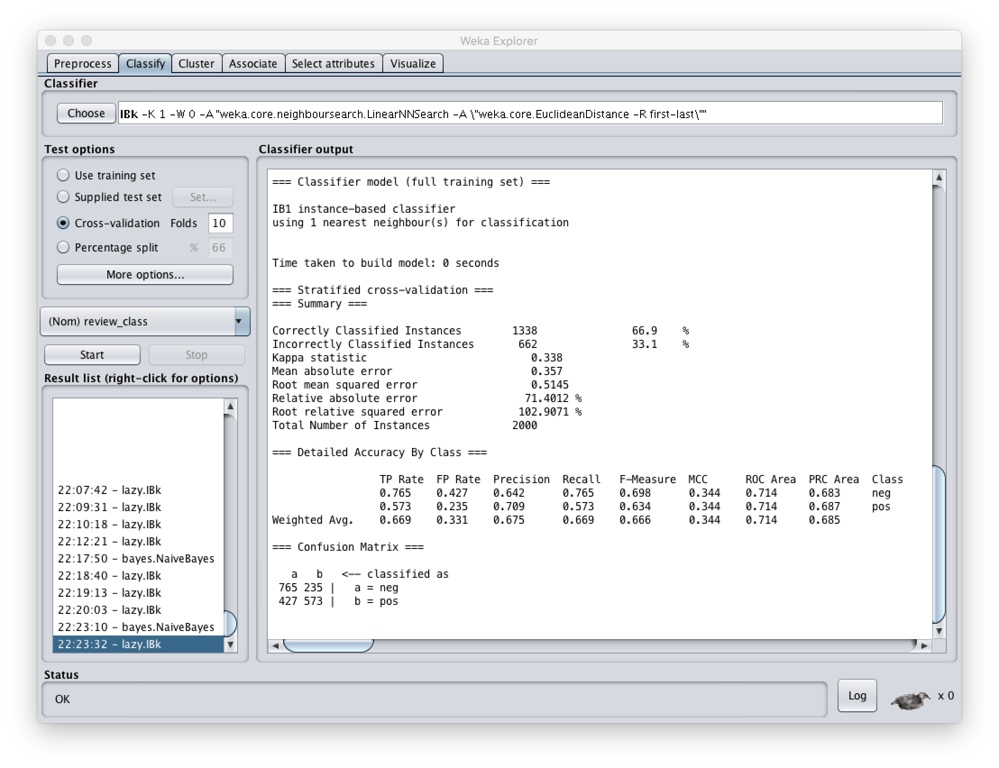 Weka Explorer
Preprocess Classify Cluster Associate Select attributes Visualize
Classifier
Choose IBk -K 1 -W 0 -A "weka.core.neighboursearch.LinearNNSearch -A \"weka.core.EuclideanDistance -R first-last\""
Test options
Use training set
Supplied test set Set...
Cross-validation Folds 10
Percentage split % 66
More options...
(Nom) review_class
Start Stop
Result list (right-click for options)
22:07:42 - lazy.IBk
22:09:31 - lazy.IBk
22:10:18 - lazy.IBk
22:12:21 - lazy.IBk
22:17:50 - bayes.NaiveBayes
22:18:40 - lazy.IBk
22:19:13 - lazy.IBk
22:20:03 - lazy.IBk
22:23:10 - bayes.NaiveBayes
22:23:32 - lazy.IBk
Classifier output
=== Classifier model (full training set) ===
IB1 instance-based classifier
using 1 nearest neighbour(s) for classification
Time taken to build model: 0 seconds
=== Stratified cross-validation ===
=== Summary ===
Correctly Classified Instances 1338 66.9 %
Incorrectly Classified Instances 662 33.1 %
Kappa statistic 0.338
Mean absolute error 0.357
Root mean squared error 0.5145
Relative absolute error 71.4012 %
Root relative squared error 102.9071 %
Total Number of Instances 2000
=== Detailed Accuracy By Class ===
TP Rate FP Rate Precision Recall F-Measure MCC ROC Area PRC Area Class
0.765 0.427 0.642 0.765 0.698 0.344 0.714 0.683 neg
0.573 0.235 0.709 0.573 0.634 0.344 0.714 0.687 pos
Weighted Avg. 0.669 0.331 0.675 0.669 0.666 0.344 0.714 0.685
=== Confusion Matrix ===
a b <-- classified as
765 235 | a = neg
427 573 | b = pos
Status
OK
Log x 0